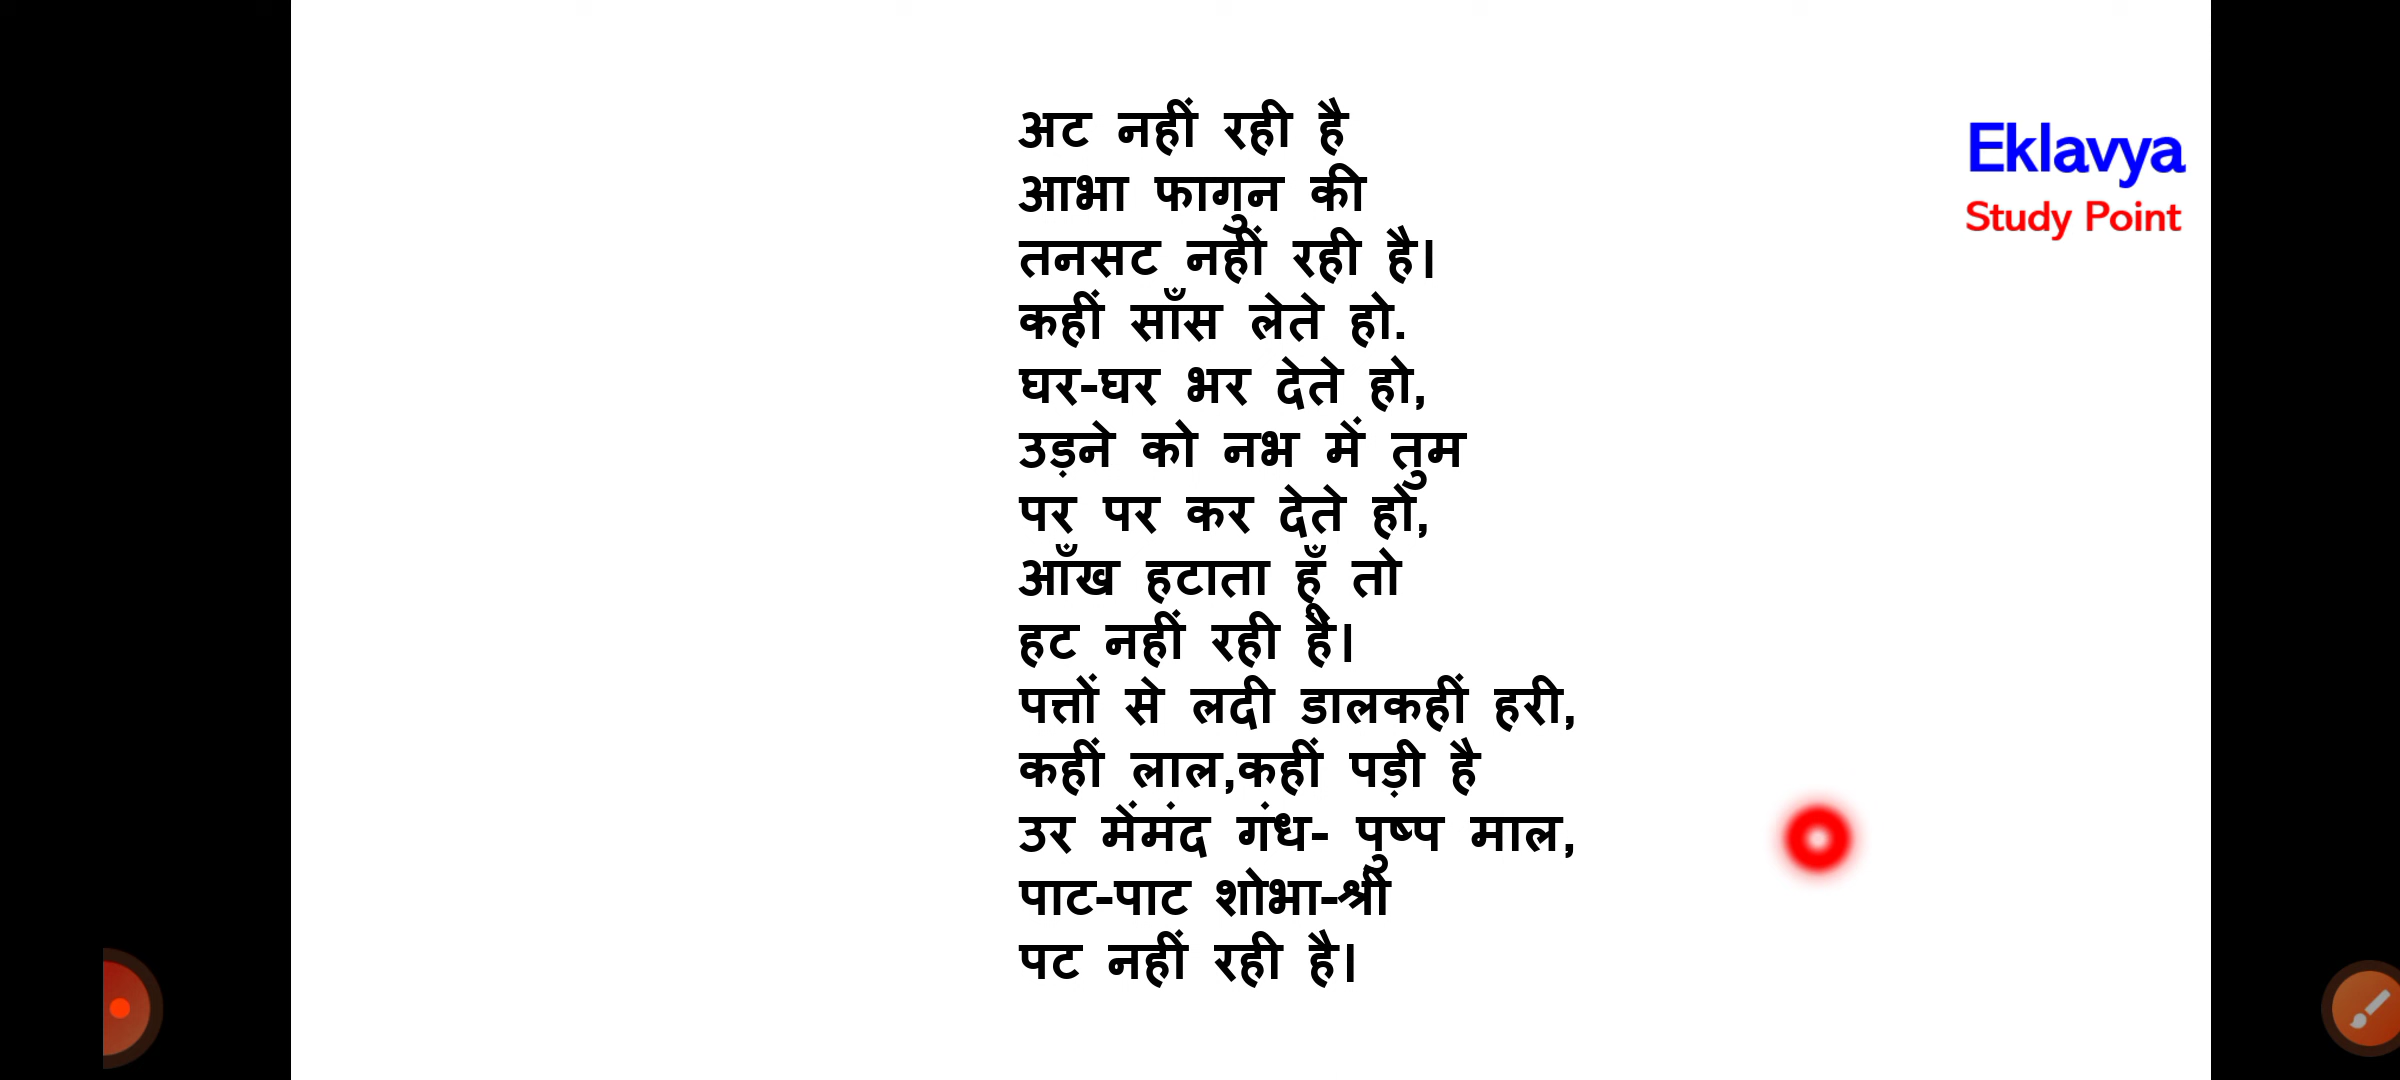 अट नहीं रही है
आभा फागुन की
तनसट नहीं रही है।
कहीं साँस लेते हो.
घर-घर भर देते हो,
उड़ने को नभ में तुम
पर पर कर देते हो,
आँख हटाता हूँ तो
हट नहीं रही है।
पत्तों से लदी डालकहीं हरी,
कहीं लाल,कहीं पड़ी है
उर मेंमंद गंध- पुष्प माल,
पाट-पाट शोभा-श्री
पट नहीं रही है।
Eklavya
Study Point